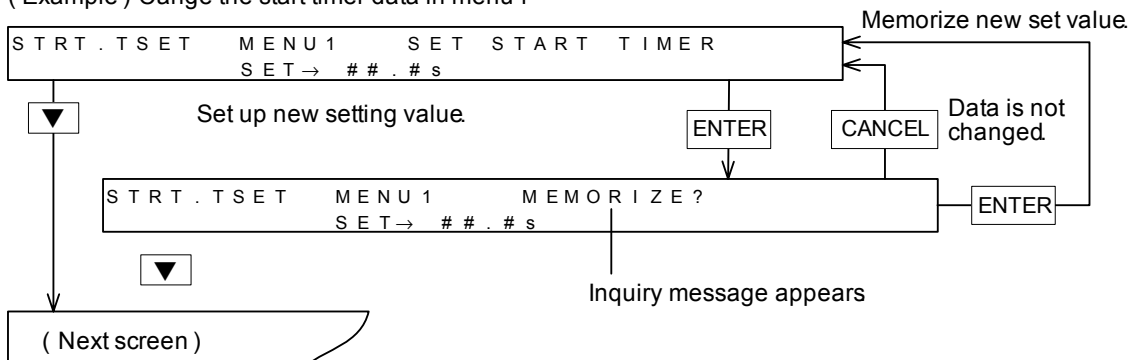 ( Example ) Cange the start timer data in menu 1
Memorize new set value.
STRT.TSET MENU1 SET START TIMER
SET→ ##.#s
▼
Set up new setting value.
ENTER
CANCEL
Data is not
changed.
STRT.TSET MENU1 MEMORIZE?
SET→ ##.#s
ENTER
▼
Inquiry message appears
( Next screen )